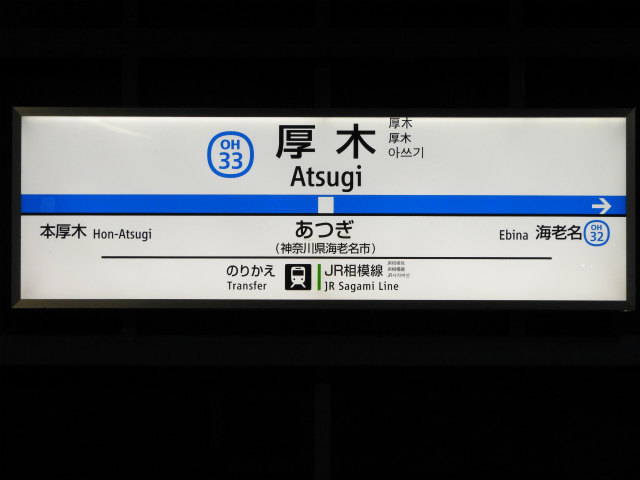 OH
33
厚木
厚木
厚木
아쓰기
Atsugi
本厚木 Hon-Atsugi
あつぎ
(神奈川県海老名市)
Ebina 海老名
OH
32
のりかえ
Transfer
JR相模線
JR Sagami Line